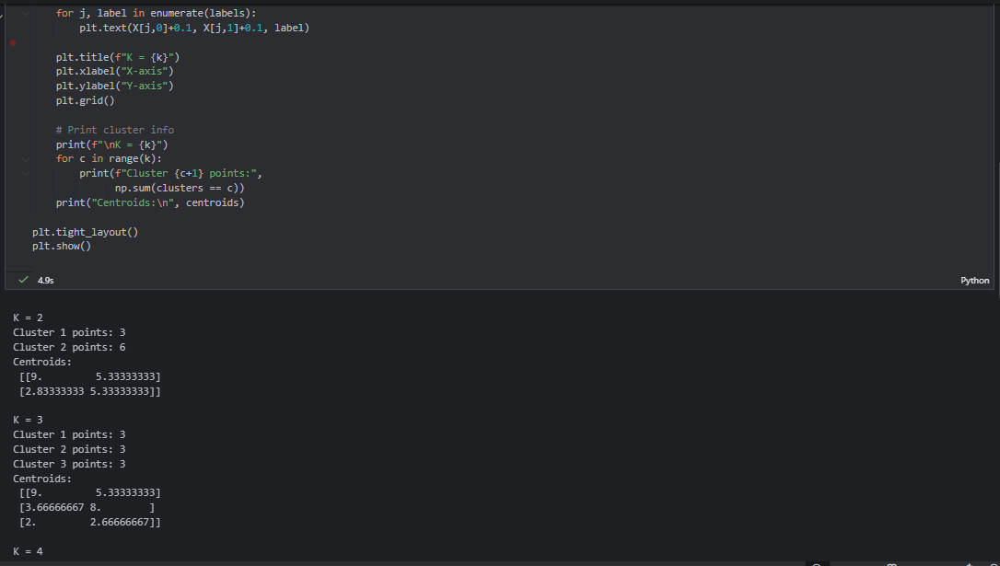 for j, label in enumerate(labels):
plt.text(X[j,0]+0.1, X[j,1]+0.1, label)
plt.title(f"K = {k}")
plt.xlabel("X-axis")
plt.ylabel("Y-axis")
plt.grid()
# Print cluster info
print(f"\nK = {k}")
for c in range(k):
print(f"Cluster {c+1} points:",
np.sum(clusters == c))
print("Centroids:\n", centroids)
plt.tight_layout()
plt.show()
4.9s
Python
K = 2
Cluster 1 points: 3
Cluster 2 points: 6
Centroids:
[[9.         5.33333333]
[2.83333333 5.33333333]]
K = 3
Cluster 1 points: 3
Cluster 2 points: 3
Cluster 3 points: 3
Centroids:
[[9.         5.33333333]
[3.66666667 8.        ]
[2.         2.66666667]]
K = 4